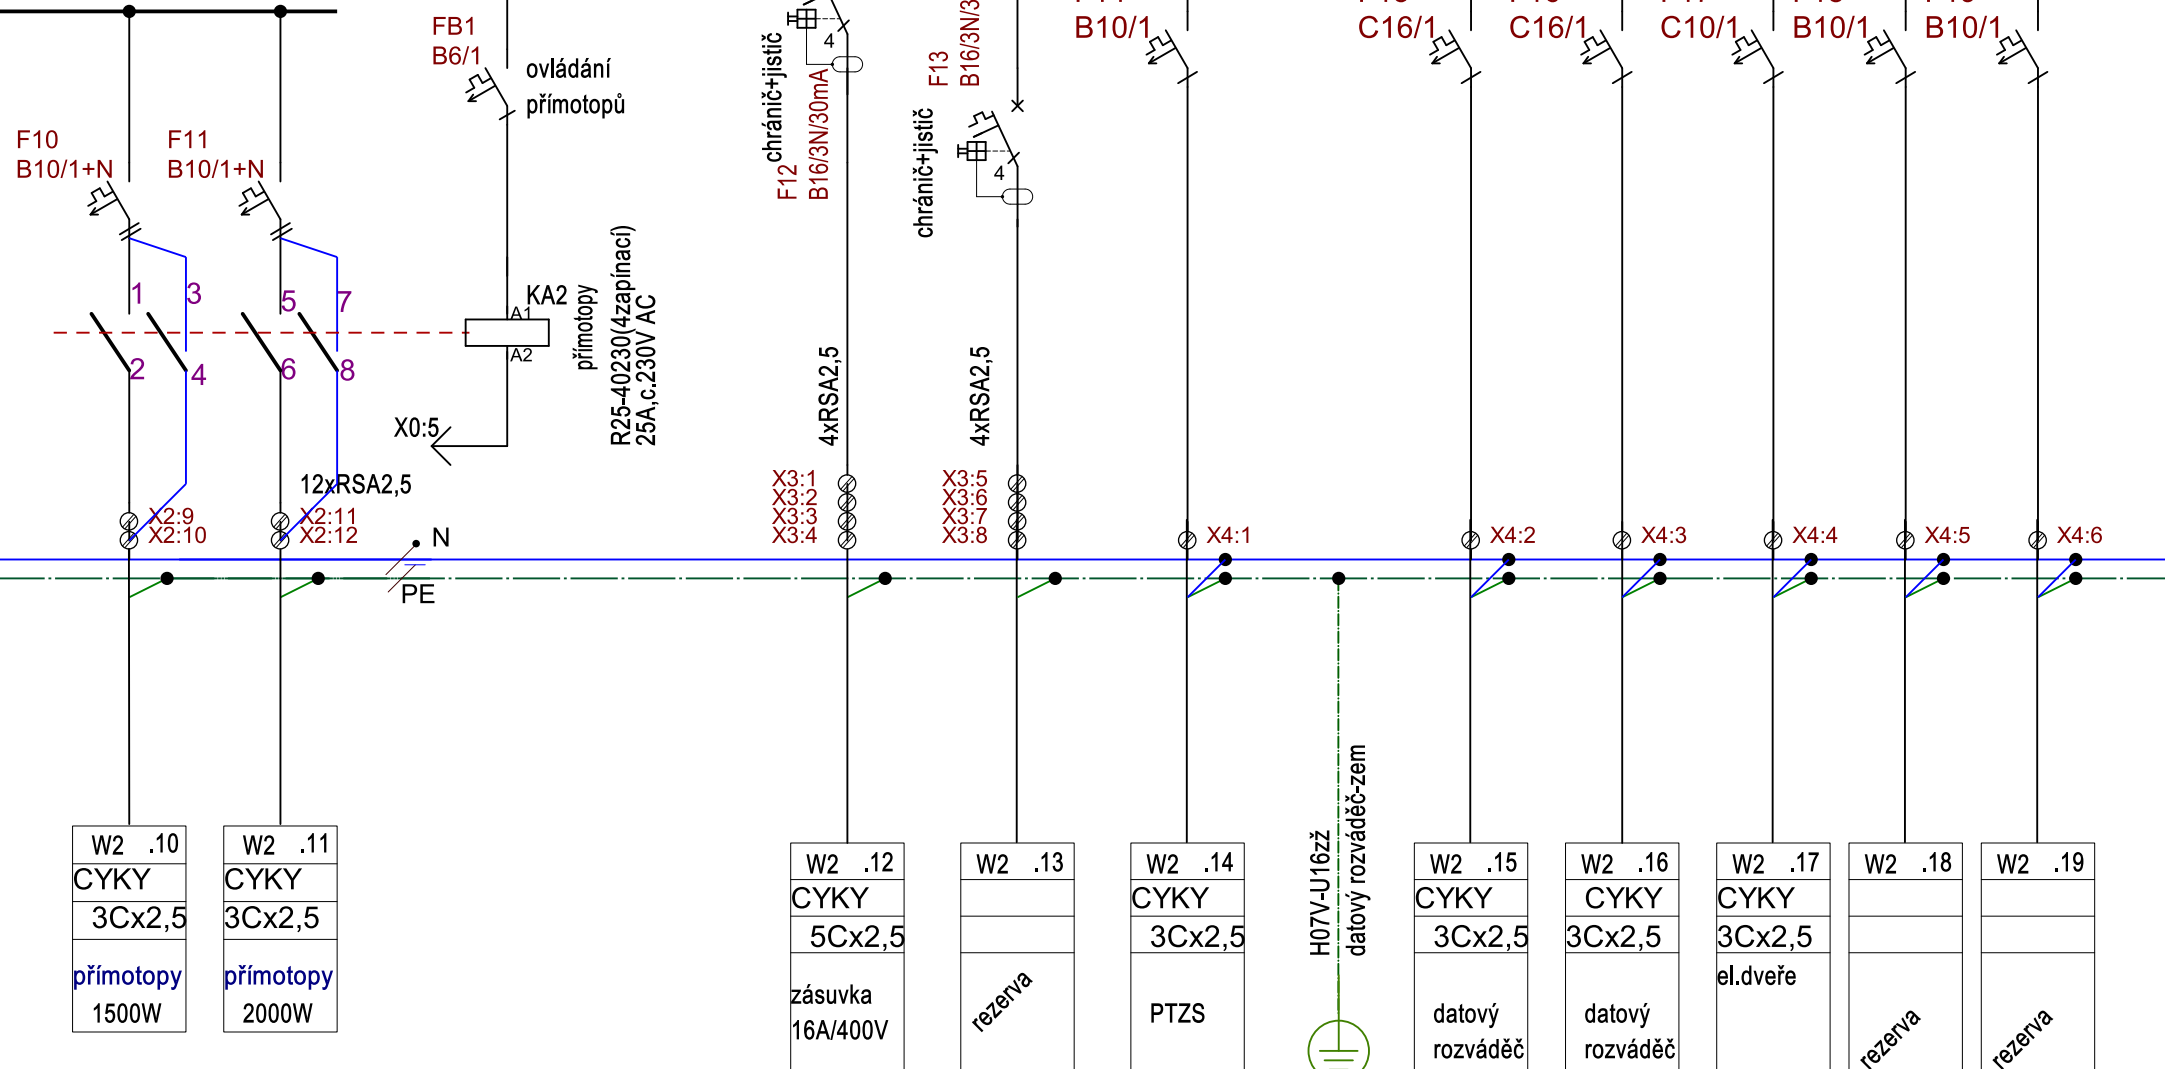 FB1
B6/1
ovládání
přímotopů
F10
B10/1+N
F11
B10/1+N
1
3
5
7
2
4
6
8
KA2
A1
A2
přímotopy
R25-40230(4zapínací)
25A,c.230V AC
X0:5
12xRSA2,5
X2:9
X2:10
X2:11
X2:12
N
PE
chránič+jistič
F12
B16/3N/30mA
4
4xRSA2,5
X3:1
X3:2
X3:3
X3:4
chránič+jistič
F13
B16/3N/3
4
4xRSA2,5
X3:5
X3:6
X3:7
X3:8
B10/1
X4:1
C16/1
X4:2
C16/1
X4:3
C10/1
X4:4
B10/1
X4:5
B10/1
X4:6
H07V-U16zž
datový rozváděč-zem
W2 .10
CYKY
3Cx2,5
přímotopy
1500W
W2 .11
CYKY
3Cx2,5
přímotopy
2000W
W2 .12
CYKY
5Cx2,5
zásuvka
16A/400V
W2 .13
rezerva
W2 .14
CYKY
3Cx2,5
PTZS
W2 .15
CYKY
3Cx2,5
datový
rozváděč
W2 .16
CYKY
3Cx2,5
datový
rozváděč
W2 .17
CYKY
3Cx2,5
el.dveře
W2 .18
rezerva
W2 .19
rezerva